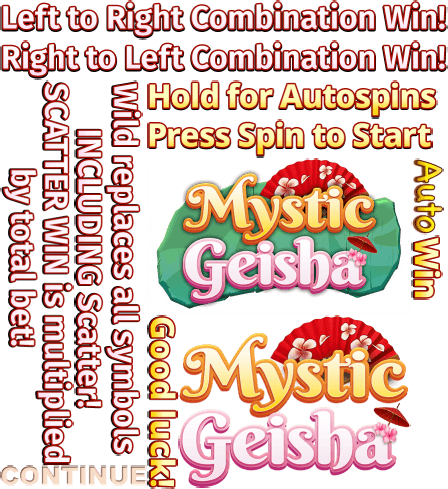 Left to Right Combination Win!
Right to Left Combination Win!
Hold for Autospins
Press Spin to Start
Wild replaces all symbols
INCLUDING Scatter!
SCATTER WIN is multiplied
by total bet!
Auto Win
Mystic
Geisha
Good luck!
Mystic
Geisha
CONTINUE